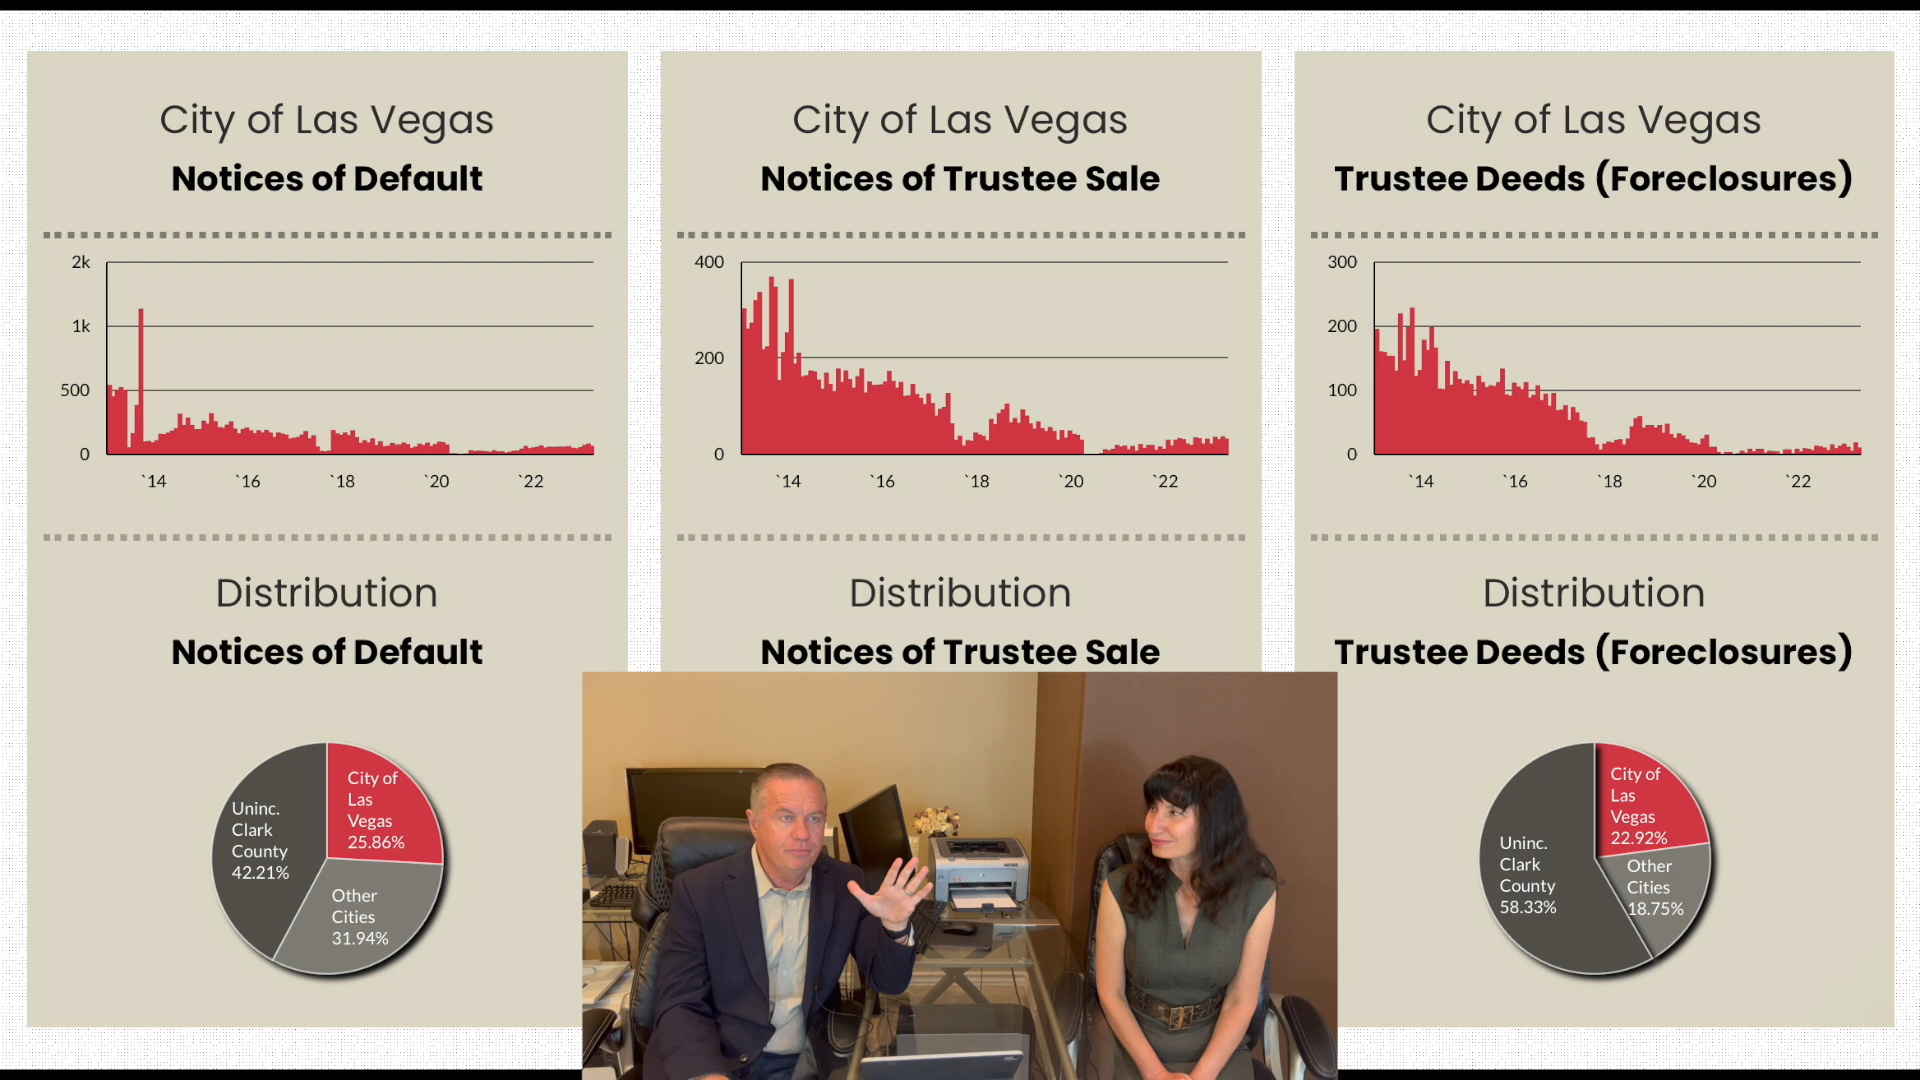 City of Las Vegas
Notices of Default
2k
1k
500
0
`14 `16 `18 `20 `22
Distribution
Notices of Default
Uninc.
Clark
County
42.21%
City of
Las
Vegas
25.86%
Other
Cities
31.94%
City of Las Vegas
Notices of Trustee Sale
400
200
0
`14 `16 `18 `20 `22
Distribution
Notices of Trustee Sale
City of Las Vegas
Trustee Deeds (Foreclosures)
300
200
100
0
`14 `16 `18 `20 `22
Distribution
Trustee Deeds (Foreclosures)
Uninc.
Clark
County
58.33%
City of
Las
Vegas
22.92%
Other
Cities
18.75%